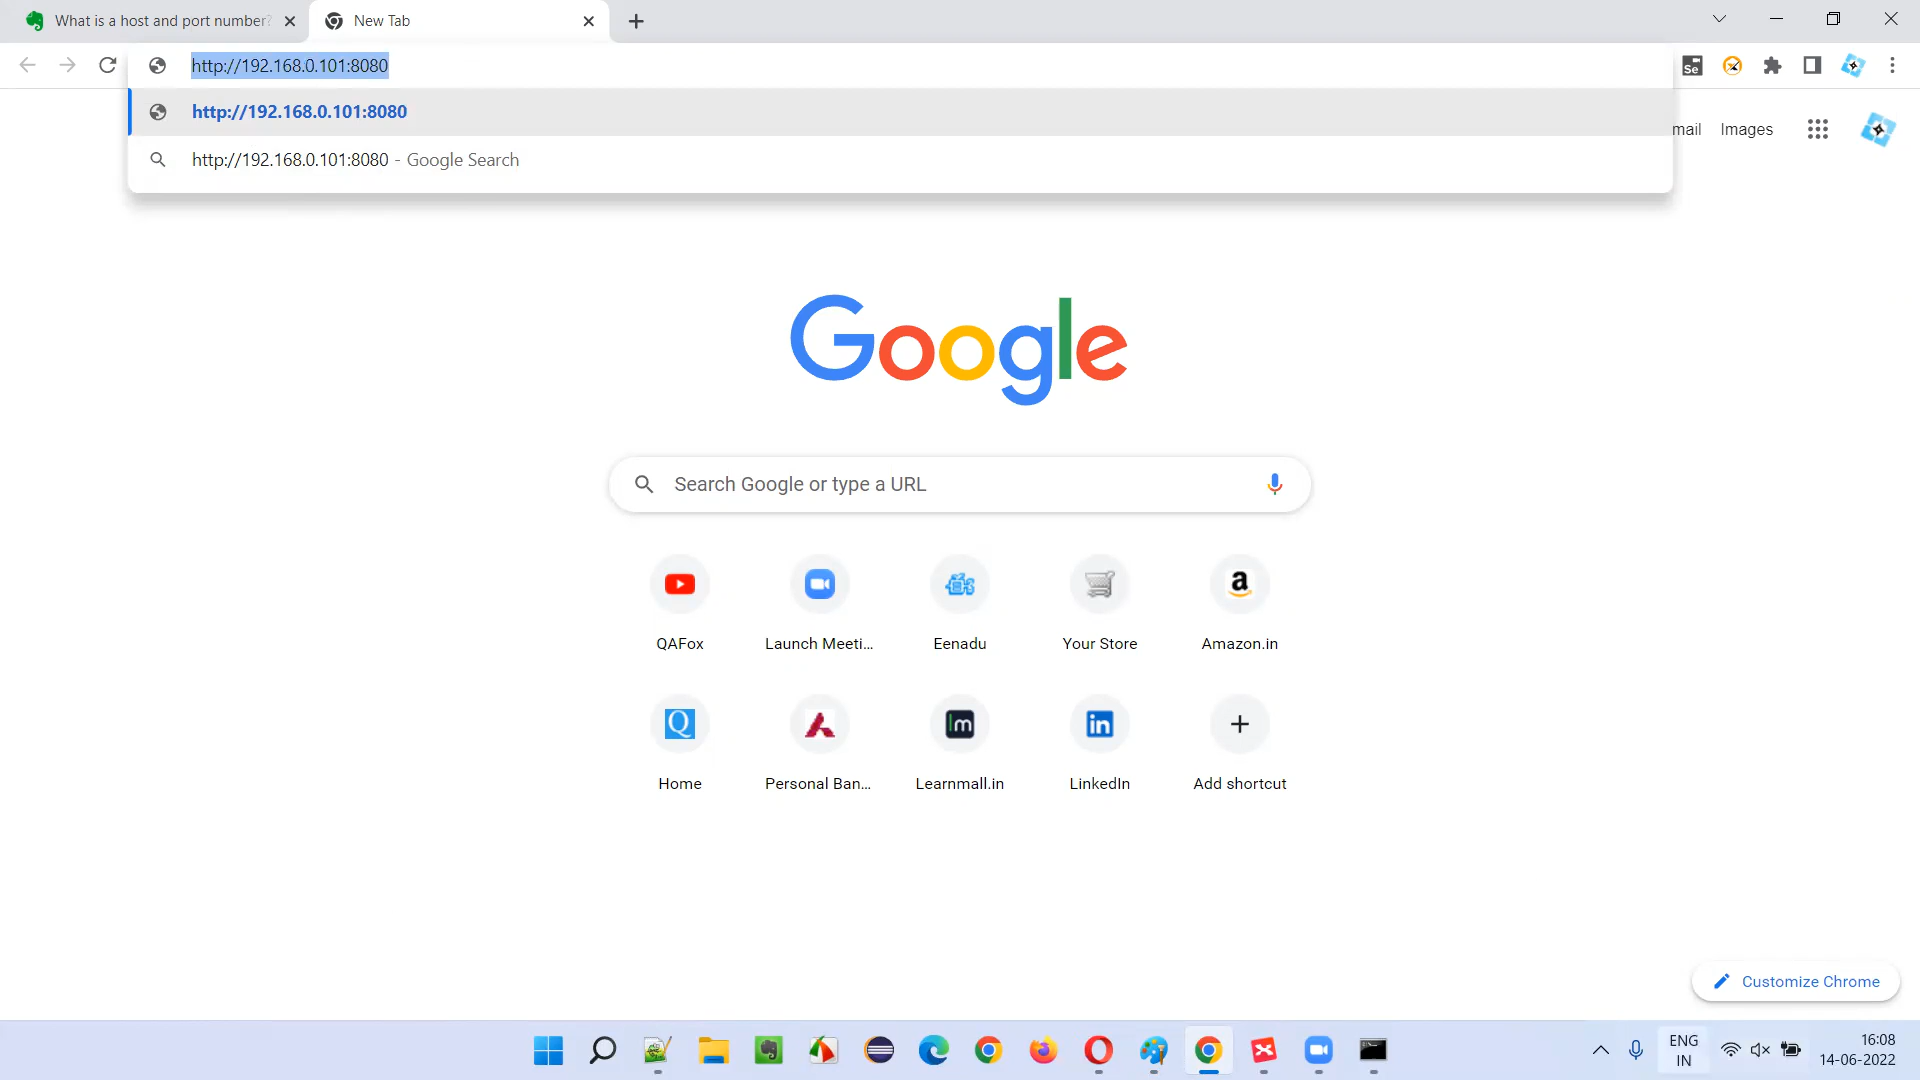 What is a host and port number?
New Tab
http://192.168.0.101:8080
http://192.168.0.101:8080
http://192.168.0.101:8080 - Google Search
Se
mail
Images
Google
Search Google or type a URL
QAFox
Launch Meeti...
Eenadu
Your Store
a
Amazon.in
Q
lm
in
Home
Personal Ban...
Learnmall.in
LinkedIn
Add shortcut
Customize Chrome
ENG
IN
16:08
14-06-2022